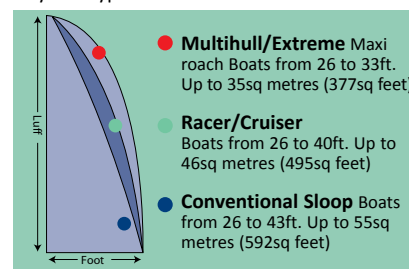 Luff
Foot
Multihull/Extreme Maxi
roach Boats from 26 to 33ft.
Up to 35sq metres (377sq feet)
Racer/Cruiser
Boats from 26 to 40ft. Up to
46sq metres (495sq feet)
Conventional Sloop Boats
from 26 to 43ft. Up to 55sq
metres (592sq feet)